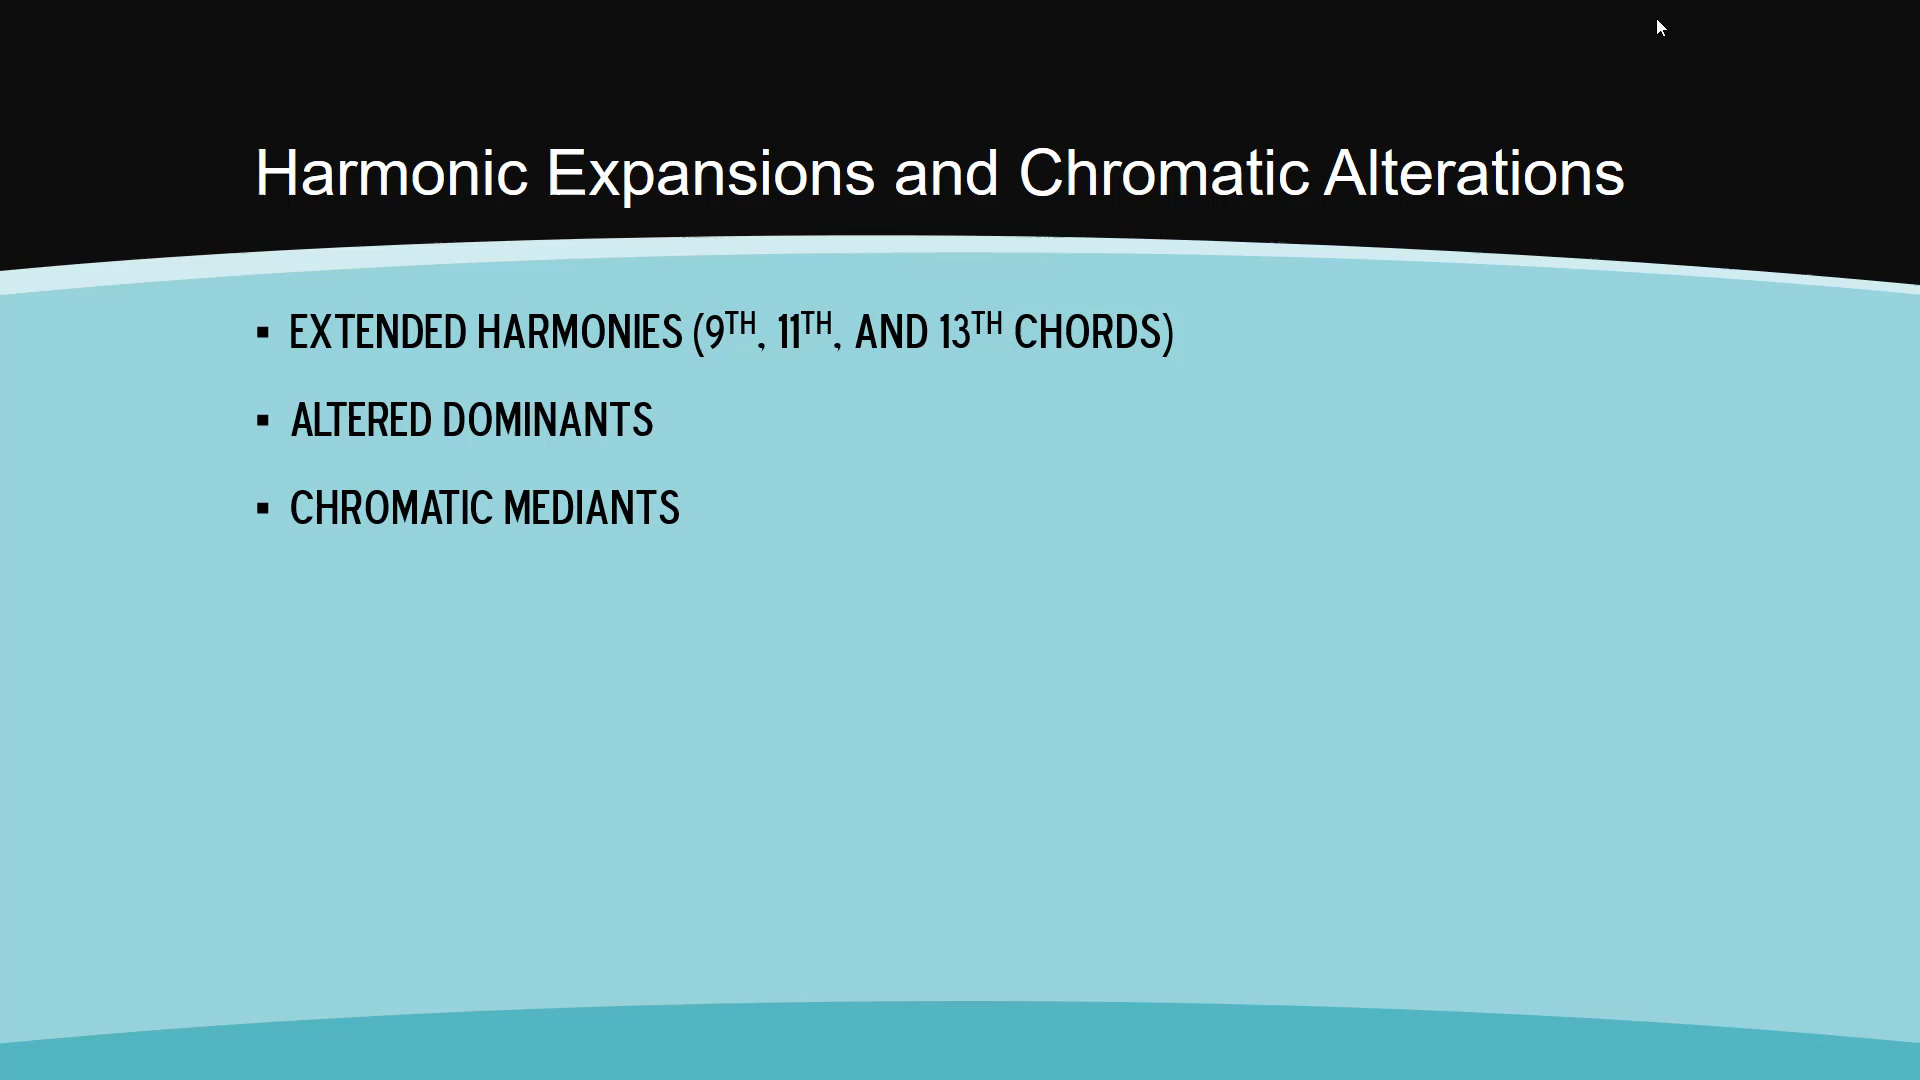 Harmonic Expansions and Chromatic Alterations
▪ EXTENDED HARMONIES (9TH, 11TH, AND 13TH CHORDS)
▪ ALTERED DOMINANTS
▪ CHROMATIC MEDIANTS